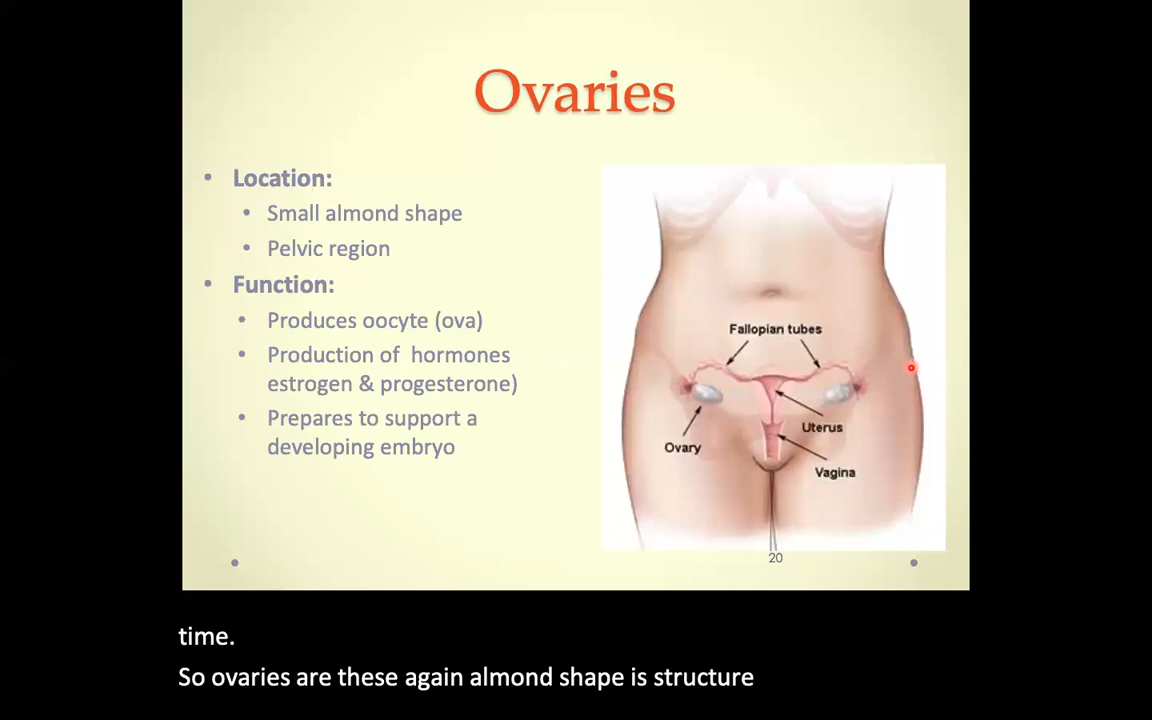 Ovaries
• Location:
• Small almond shape
• Pelvic region
• Function:
• Produces oocyte (ova)
• Production of hormones
estrogen & progesterone)
• Prepares to support a
developing embryo
Fallopian tubes
Uterus
Ovary
Vagina
20
time.
So ovaries are these again almond shape is structure